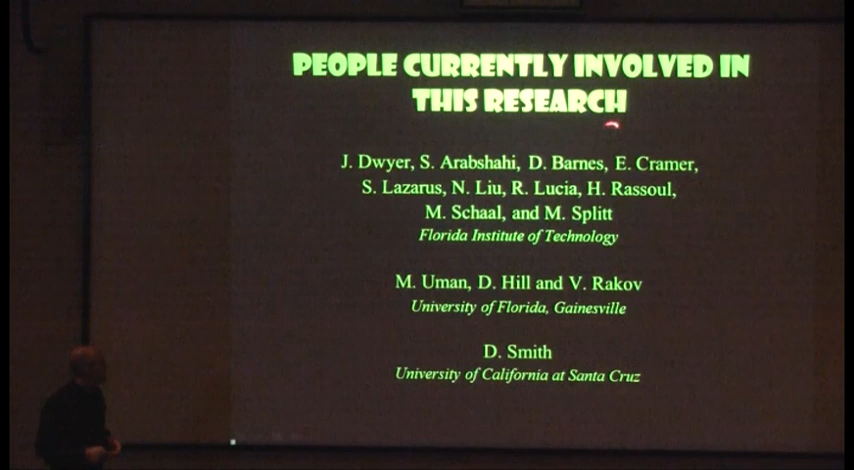 PEOPLE CURRENTLY INVOLVED IN
THIS RESEARCH
J. Dwyer, S. Arabshahi, D. Barnes, E. Cramer,
S. Lazarus, N. Liu, R. Lucia, H. Rassoul,
M. Schaal, and M. Splitt
Florida Institute of Technology
M. Uman, D. Hill and V. Rakov
University of Florida, Gainesville
D. Smith
University of California at Santa Cruz